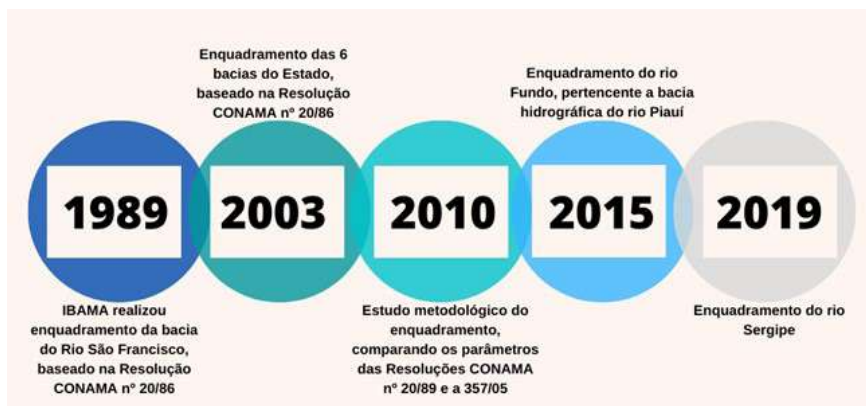 Enquadramento das 6
bacias do Estado,
baseado na Resolução
CONAMA nº 20/86
Enquadramento do rio
Fundo, pertencente a bacia
hidrográfica do rio Piauí
1989
2003
2010
2015
2019
IBAMA realizou
enquadramento da bacia
do Rio São Francisco,
baseado na Resolução
CONAMA nº 20/86
Estudo metodológico do
enquadramento,
comparando os parâmetros
das Resoluções CONAMA
nº 20/89 e a 357/05
Enquadramento do rio
Sergipe